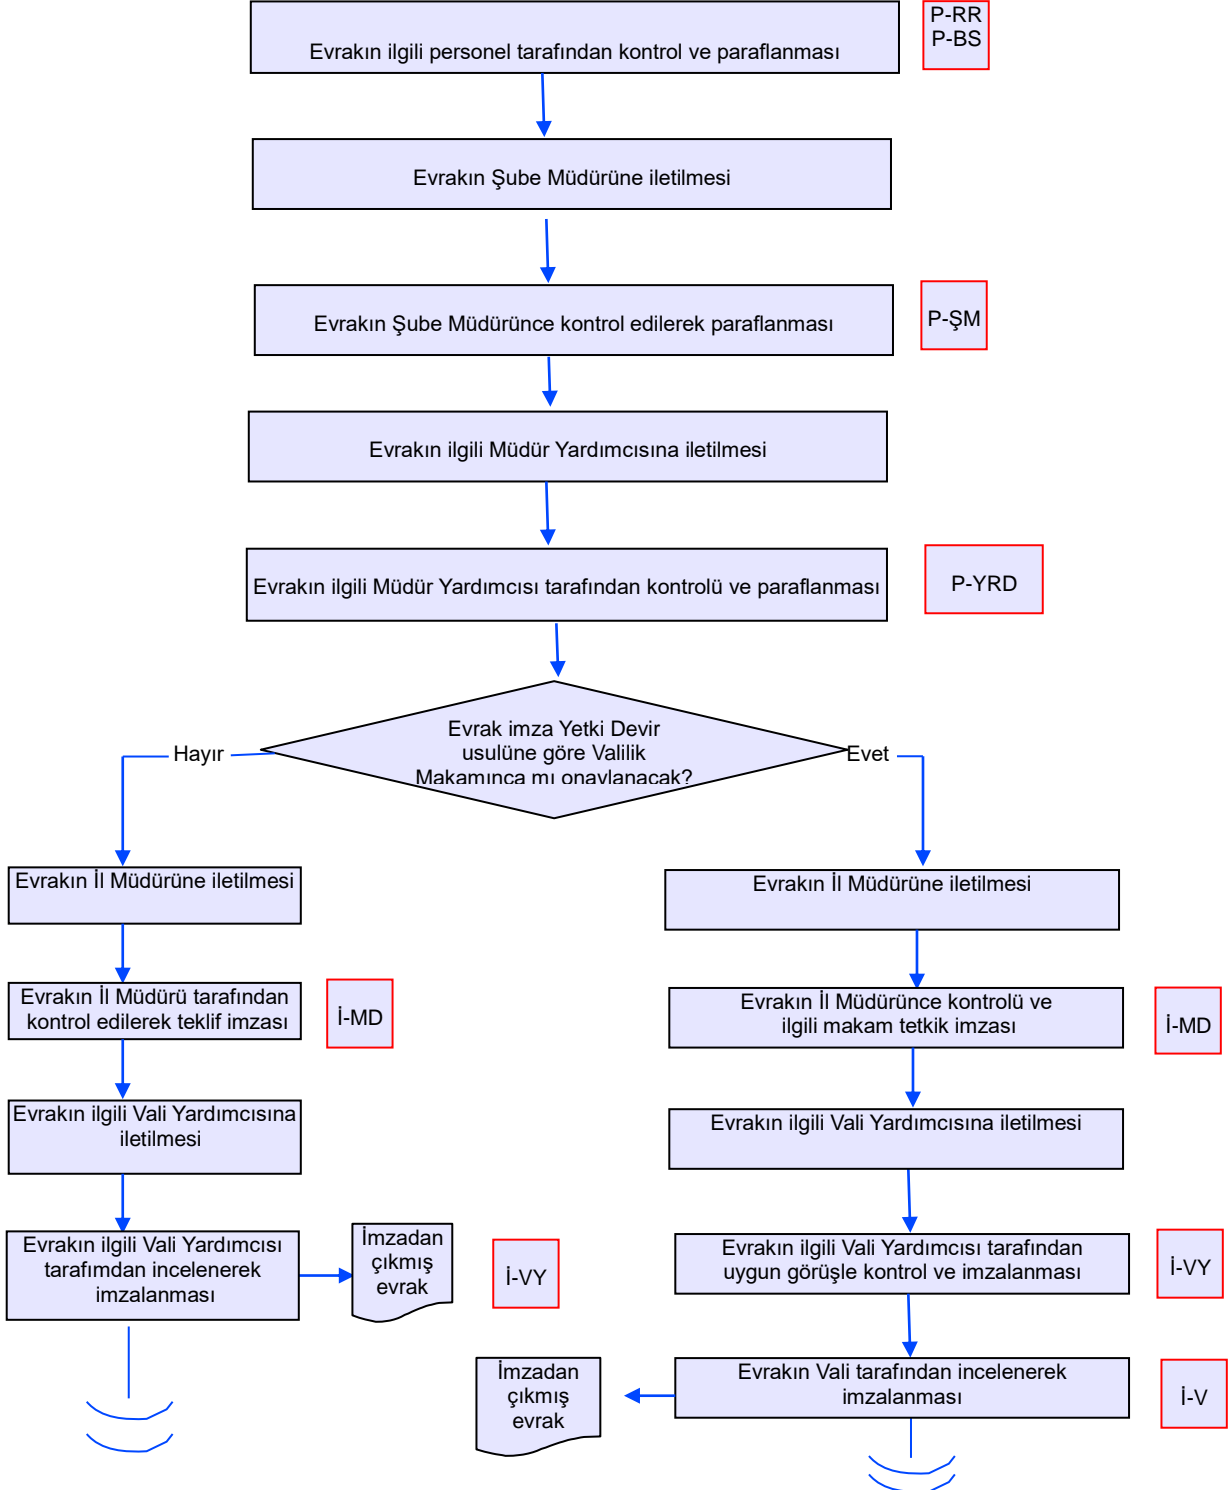 P-RR
P-BS
Evrakın ilgili personel tarafından kontrol ve paraflanması
Evrakın Şube Müdürüne iletilmesi
Evrakın Şube Müdürünce kontrol edilerek paraflanması
P-ŞM
Evrakın ilgili Müdür Yardımcısına iletilmesi
Evrakın ilgili Müdür Yardımcısı tarafından kontrolü ve paraflanması
P-YRD
Evrak imza Yetki Devir
usulüne göre Valilik
Makamınca mı onaylanacak?
Hayır
Evet
Evrakın İl Müdürüne iletilmesi
Evrakın İl Müdürüne iletilmesi
Evrakın İl Müdürü tarafından
kontrol edilerek teklif imzası
İ-MD
Evrakın İl Müdürünce kontrolü ve
ilgili makam tetkik imzası
İ-MD
Evrakın ilgili Vali Yardımcısına
iletilmesi
Evrakın ilgili Vali Yardımcısına iletilmesi
Evrakın ilgili Vali Yardımcısı
tarafımdan incelenerek
imzalanması
İmzadan
çıkmış
evrak
İ-VY
Evrakın ilgili Vali Yardımcısı tarafından
uygun görüşle kontrol ve imzalanması
İ-VY
İmzadan
çıkmış
evrak
Evrakın Vali tarafından incelenerek
imzalanması
İ-V